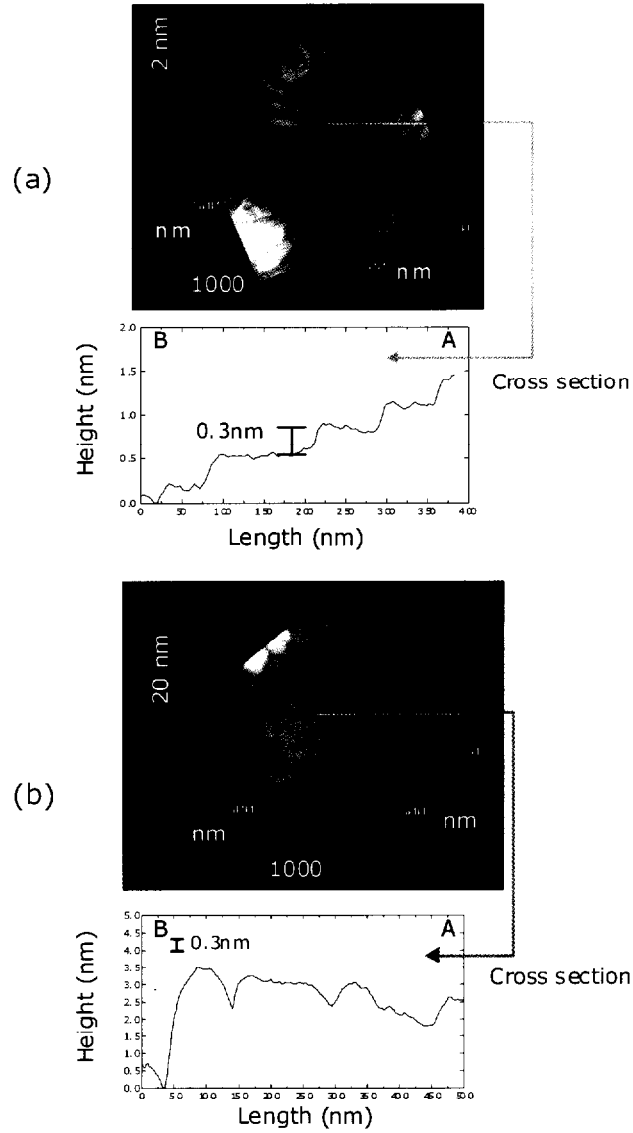 (a)
2 nm
nm
1000
nm
B
A
2.0
1.5
1.0
0.5
0.0
0.3nm
Height (nm)
0
50
100
150
200
250
300
350
400
Length (nm)
Cross section
(b)
20 nm
nm
1000
nm
B
A
5.0
4.5
4.0
3.5
3.0
2.5
2.0
1.5
1.0
0.5
0.0
0.3nm
Height (nm)
0
50
100
150
200
250
300
350
400
450
500
Length (nm)
Cross section